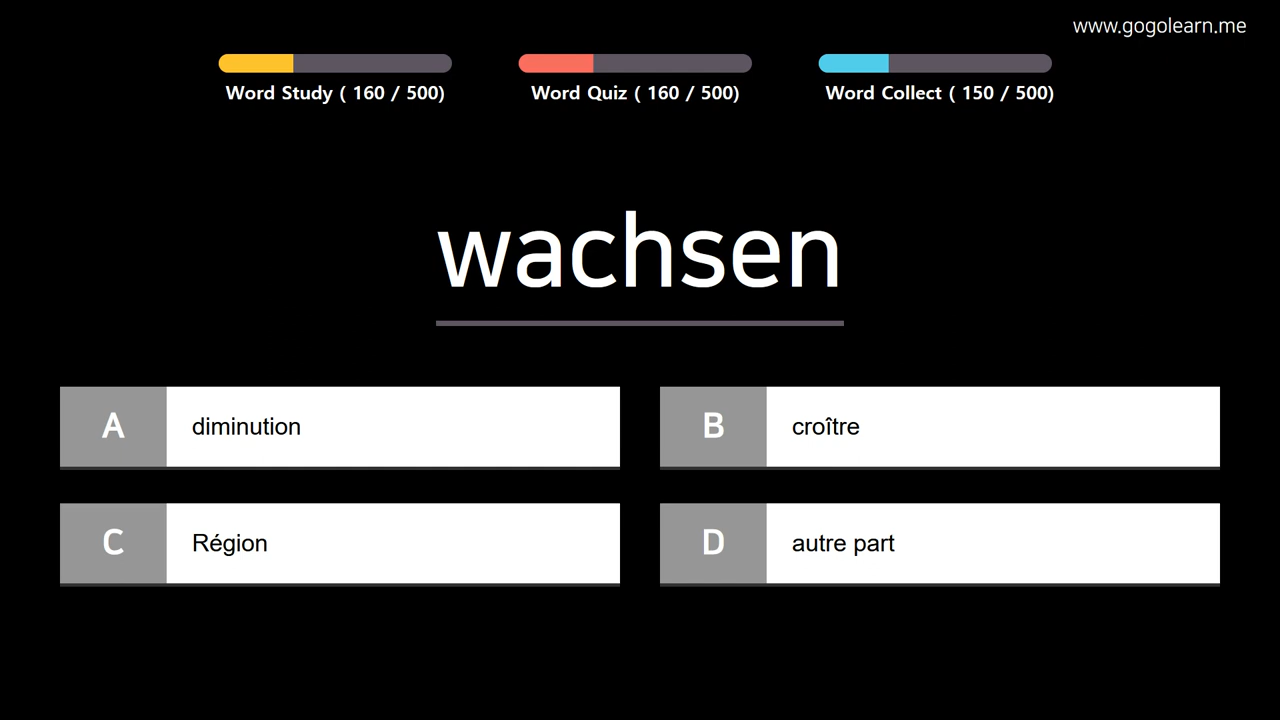 www.gogolearn.me
Word Study ( 160 / 500)
Word Quiz ( 160 / 500)
Word Collect ( 150 / 500)
wachsen
A
diminution
B
croître
C
Région
D
autre part